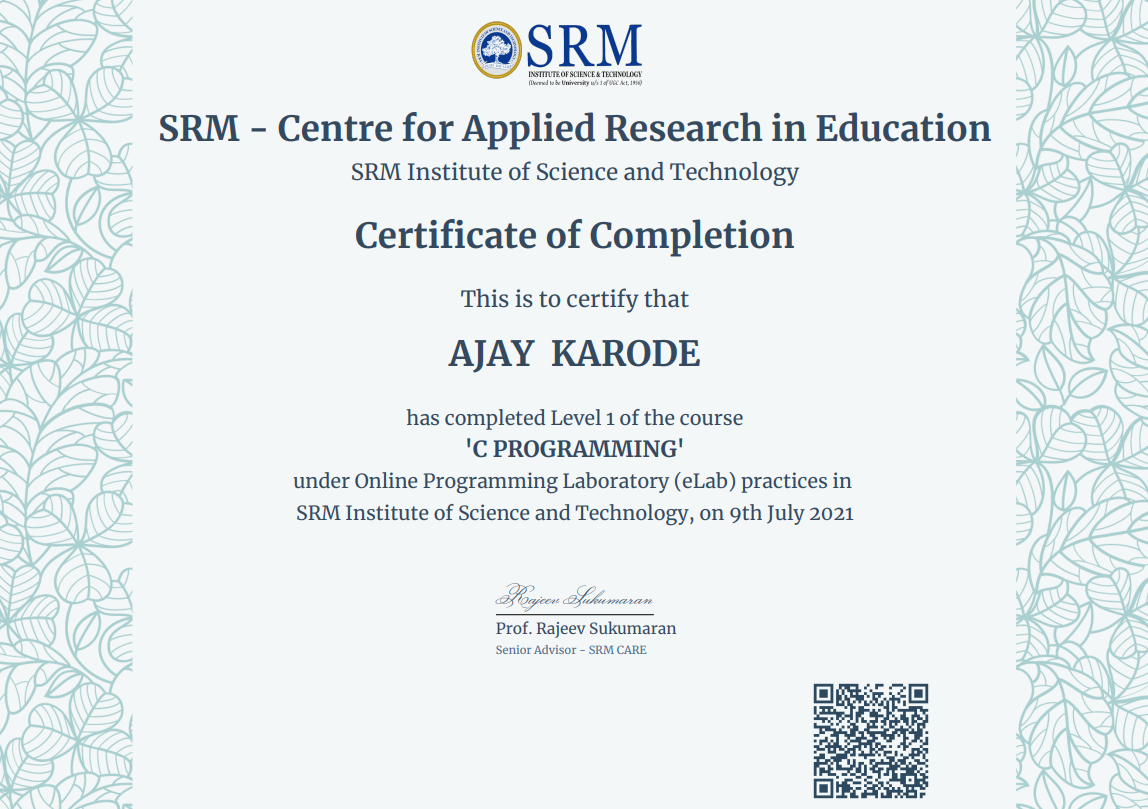 SRM
INSTITUTE OF SCIENCE & TECHNOLOGY
(Deemed to be University u/s 3 of UGC Act, 1956)
SRM - Centre for Applied Research in Education
SRM Institute of Science and Technology
Certificate of Completion
This is to certify that
AJAY KARODE
has completed Level 1 of the course
'C PROGRAMMING'
under Online Programming Laboratory (eLab) practices in
SRM Institute of Science and Technology, on 9th July 2021
Rajeev Sukumaran
Prof. Rajeev Sukumaran
Senior Advisor - SRM CARE